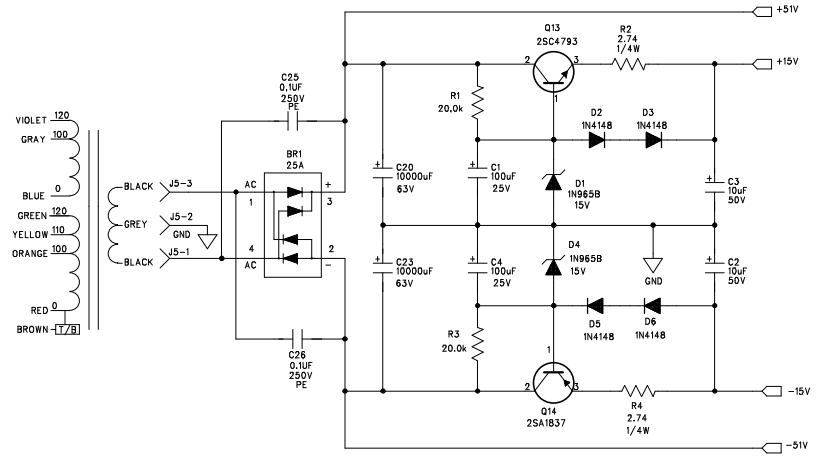 +51V
Q13
2SC4793
R2
2.74
1/4W
+15V
2
3
1
C25
0.1UF
250V
PE
R1
20.0k
D2
1N4148
D3
1N4148
VIOLET 120
GRAY 100
BLUE 0
GREEN 120
YELLOW 110
ORANGE 100
RED 0
BROWN T/B
BLACK J5-3
GREY J5-2
GND
BLACK J5-1
BR1
25A
AC
1
+
3
4
AC
2
-
+
C20
10000uF
63V
+
C1
100uF
25V
D1
1N965B
15V
+
C3
10uF
50V
+
C23
10000uF
63V
+
C4
100uF
25V
D4
1N965B
15V
GND
+
C2
10uF
50V
D5
1N4148
D6
1N4148
C26
0.1UF
250V
PE
R3
20.0k
1
2
3
Q14
2SA1837
R4
2.74
1/4W
-15V
-51V